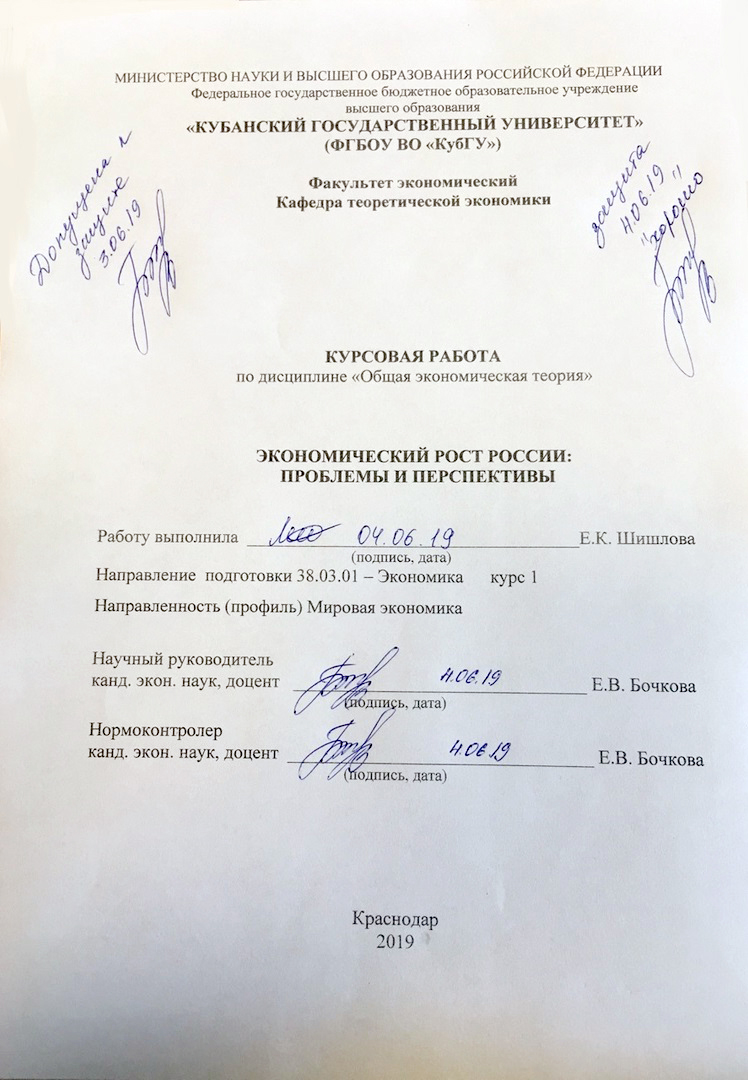 МИНИСТЕРСТВО НАУКИ И ВЫСШЕГО ОБРАЗОВАНИЯ РОССИЙСКОЙ ФЕДЕРАЦИИ
Федеральное государственное бюджетное образовательное учреждение
высшего образования
«КУБАНСКИЙ ГОСУДАРСТВЕННЫЙ УНИВЕРСИТЕТ»
(ФГБОУ ВО «КубГУ»)
Факультет экономический
Кафедра теоретической экономики
Допущена к
защите
3.06.19
защита
4.06.19
"хорошо"
КУРСОВАЯ РАБОТА
по дисциплине «Общая экономическая теория»
ЭКОНОМИЧЕСКИЙ РОСТ РОССИИ:
ПРОБЛЕМЫ И ПЕРСПЕКТИВЫ
Работу выполнила 04.06.19 Е.К. Шишлова
(подпись, дата)
Направление подготовки 38.03.01 – Экономика курс 1
Направленность (профиль) Мировая экономика
Научный руководитель
канд. экон. наук, доцент 4.06.19 Е.В. Бочкова
(подпись, дата)
Нормоконтролер
канд. экон. наук, доцент 4.06.19 Е.В. Бочкова
(подпись, дата)
Краснодар
2019